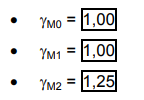 • γM0 = 1,00
• γM1 = 1,00
• γM2 = 1,25